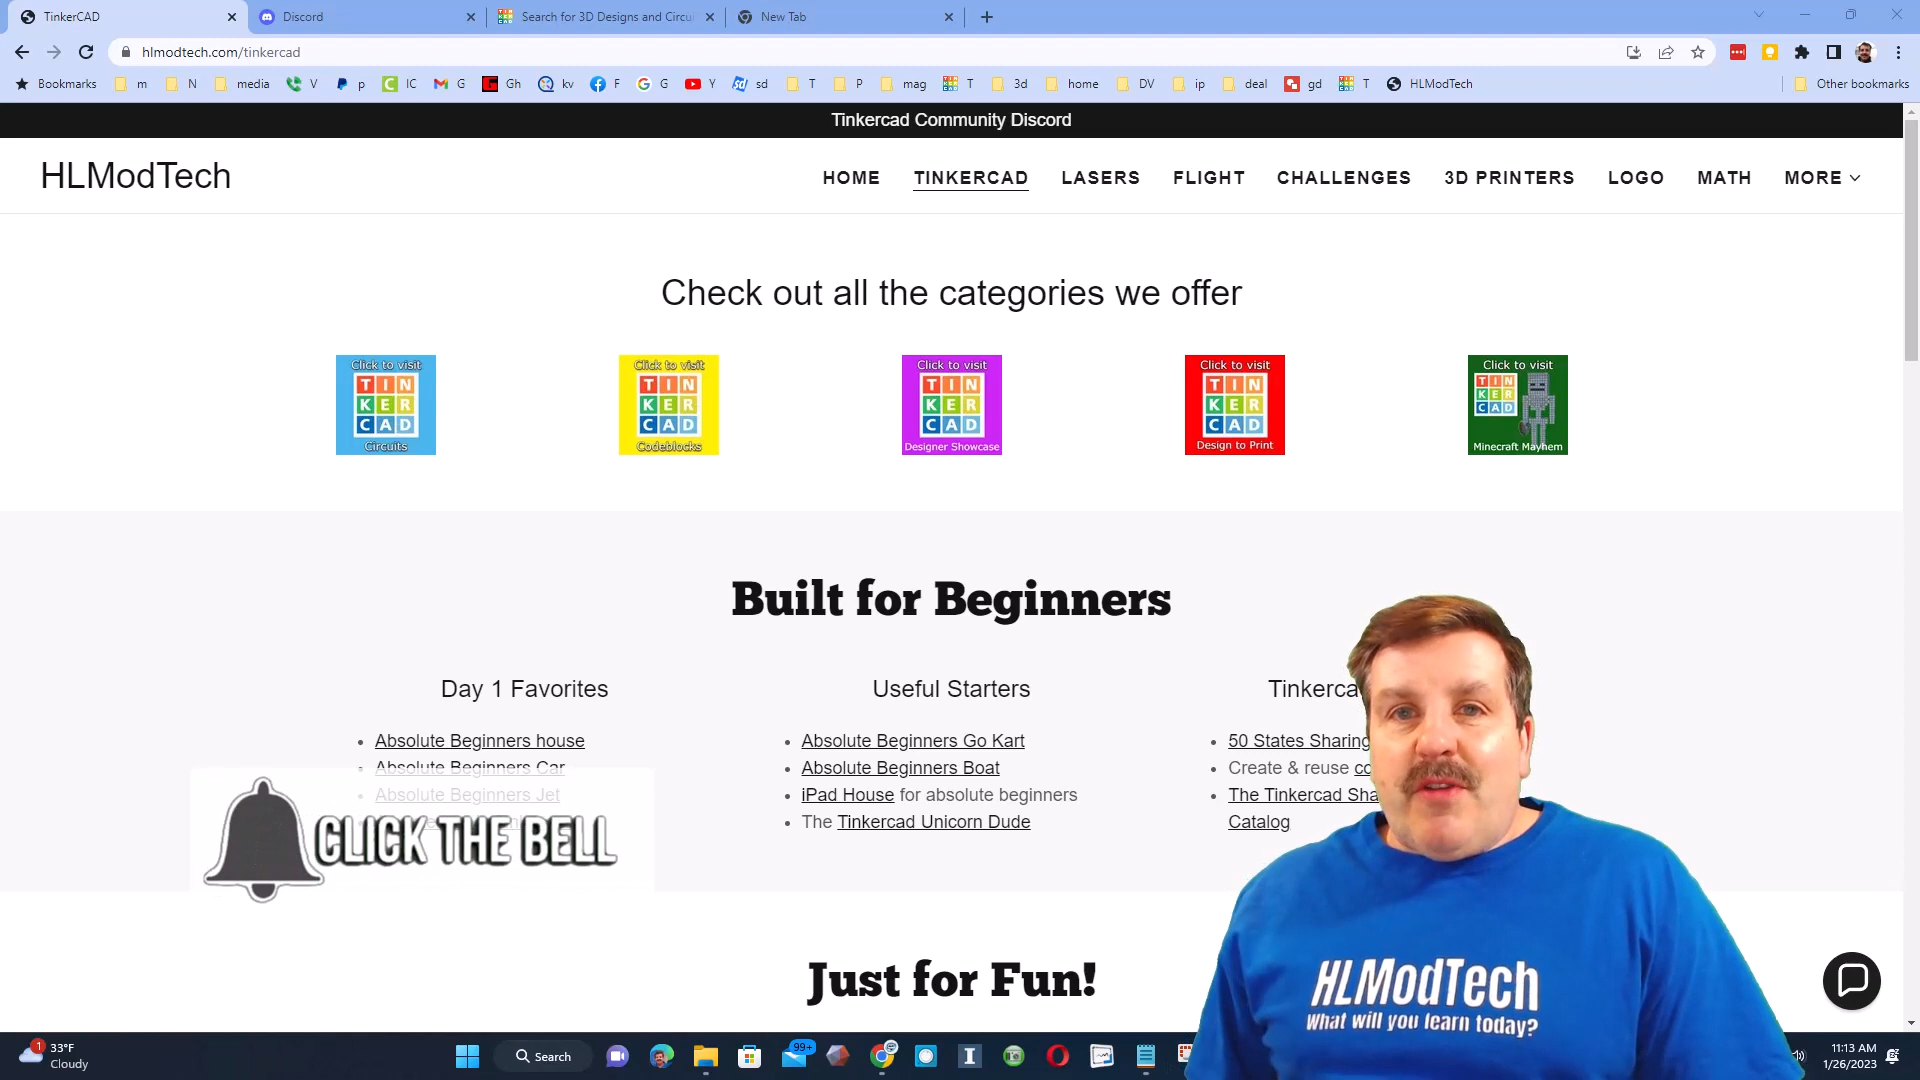 TinkerCAD
Discord
Search for 3D Designs and Circu
New Tab
hlmodtech.com/tinkercad
Bookmarks m N media V p IC G Gh kv F G Y sd T P mag T 3d home DV ip deal gd T HLModTech Other bookmarks
Tinkercad Community Discord
HLModTech
HOME TINKERCAD LASERS FLIGHT CHALLENGES 3D PRINTERS LOGO MATH MORE
Check out all the categories we offer
Click to visit
TIN
KER
CAD
Circuits
Click to visit
TIN
KER
CAD
Codeblocks
Click to visit
TIN
KER
CAD
Designer Showcase
Click to visit
TIN
KER
CAD
Design to Print
Click to visit
TIN
KER
CAD
Minecraft Mayhem
Built for Beginners
Day 1 Favorites
Absolute Beginners house
Absolute Beginners Car
Absolute Beginners Jet
CLICK THE BELL
Useful Starters
Absolute Beginners Go Kart
Absolute Beginners Boat
iPad House for absolute beginners
The Tinkercad Unicorn Dude
Tinkerca
50 States Sharing
Create & reuse co
The Tinkercad Sha
Catalog
Just for Fun!
HLModTech
What will you learn today?
1
33°F
Cloudy
Search
99+
11:13 AM
1/26/2023